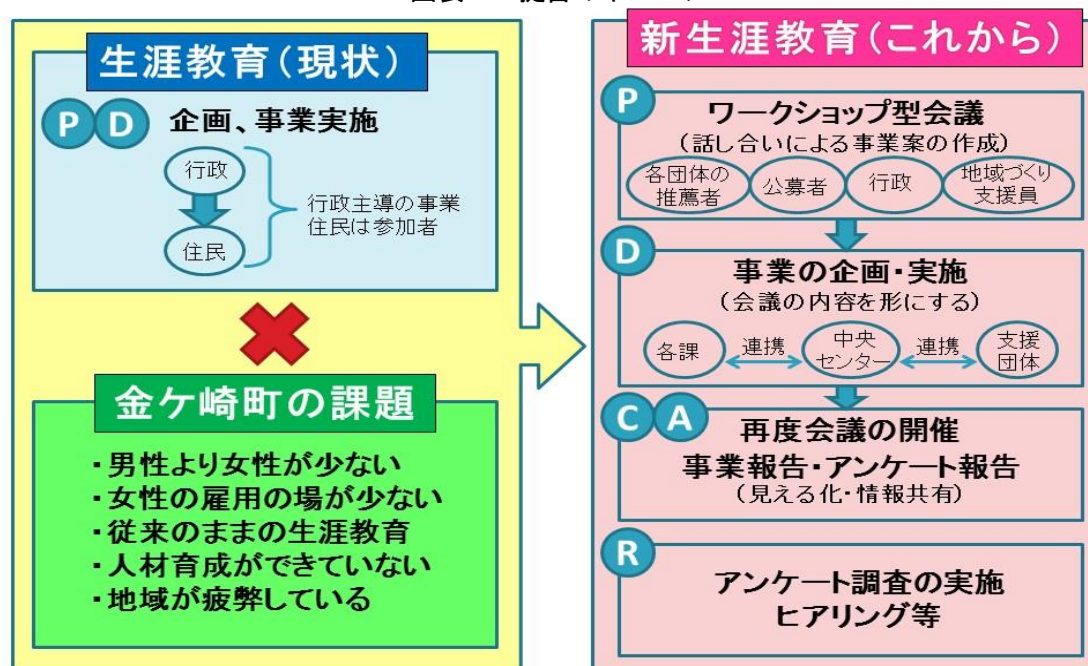 生涯教育(現状)
P D 企画、事業実施
行政
住民
行政主導の事業
住民は参加者
金ケ崎町の課題
・男性より女性が少ない
・女性の雇用の場が少ない
・従来のままの生涯教育
・人材育成ができていない
・地域が疲弊している
新生涯教育(これから)
P
ワークショップ型会議
(話し合いによる事業案の作成)
各団体の
推薦者
公募者
行政
地域づくり
支援員
D
事業の企画・実施
(会議の内容を形にする)
各課
連携
中央
センター
連携
支援
団体
C A
再度会議の開催
事業報告・アンケート報告
(見える化・情報共有)
R
アンケート調査の実施
ヒアリング等